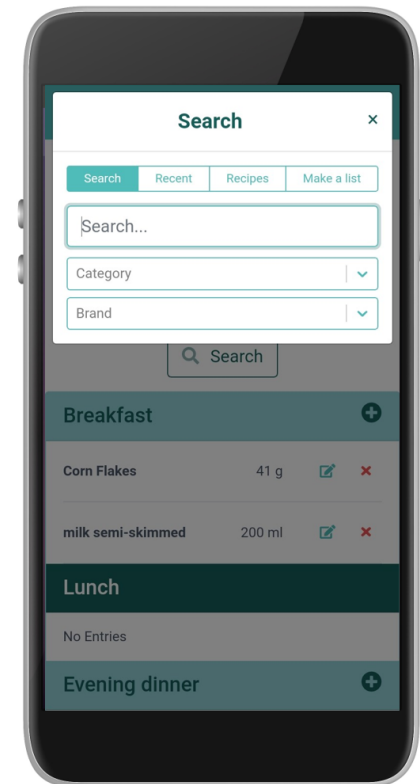 Search ×
Search Recent Recipes Make a list
Search...
Category
Brand
Search
Breakfast
Corn Flakes 41 g
milk semi-skimmed 200 ml
Lunch
No Entries
Evening dinner